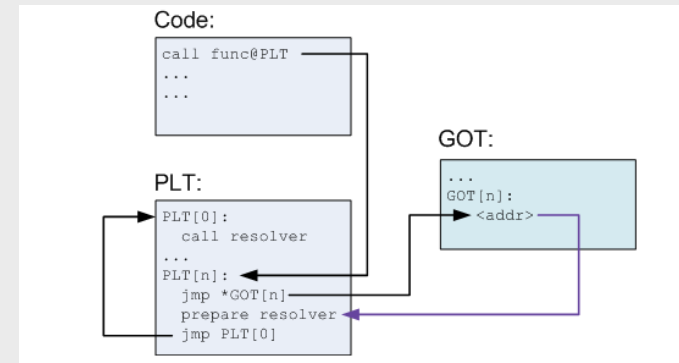 Code:
call func@PLT
...
...
PLT:
PLT[0]:
call resolver
...
PLT[n]:
jmp *GOT[n]
prepare resolver
jmp PLT[0]
GOT:
...
GOT[n]:
<addr>